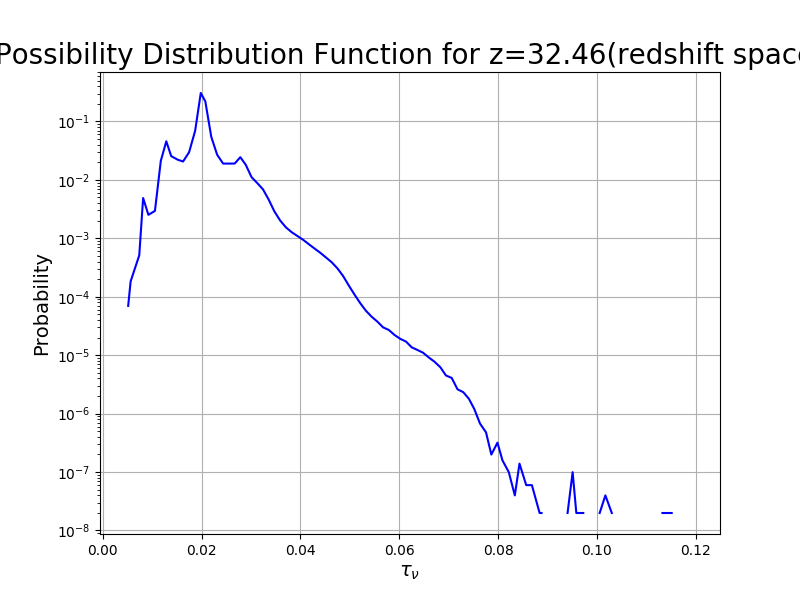 Possibility Distribution Function for z=32.46(redshift space
Probability
10⁻¹
10⁻²
10⁻³
10⁻⁴
10⁻⁵
10⁻⁶
10⁻⁷
10⁻⁸
0.00 0.02 0.04 0.06 0.08 0.10 0.12
τ_ν